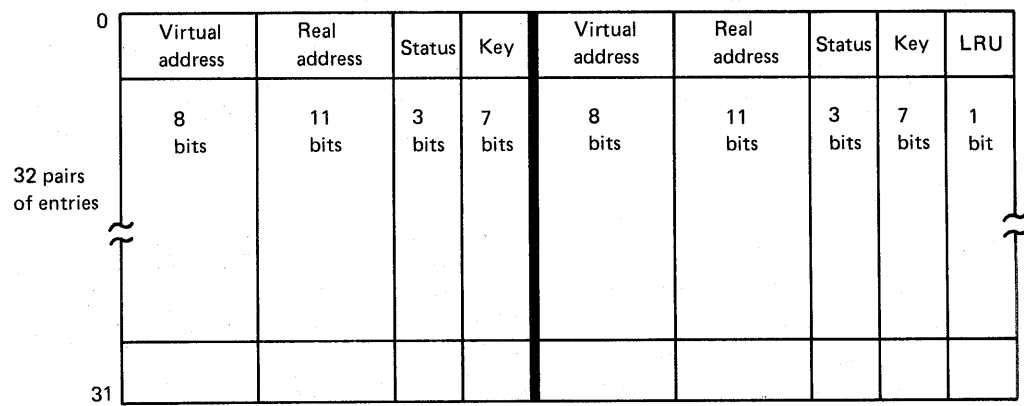 0
Virtual address
Real address
Status
Key
Virtual address
Real address
Status
Key
LRU
8 bits
11 bits
3 bits
7 bits
8 bits
11 bits
3 bits
7 bits
1 bit
32 pairs
of entries
31